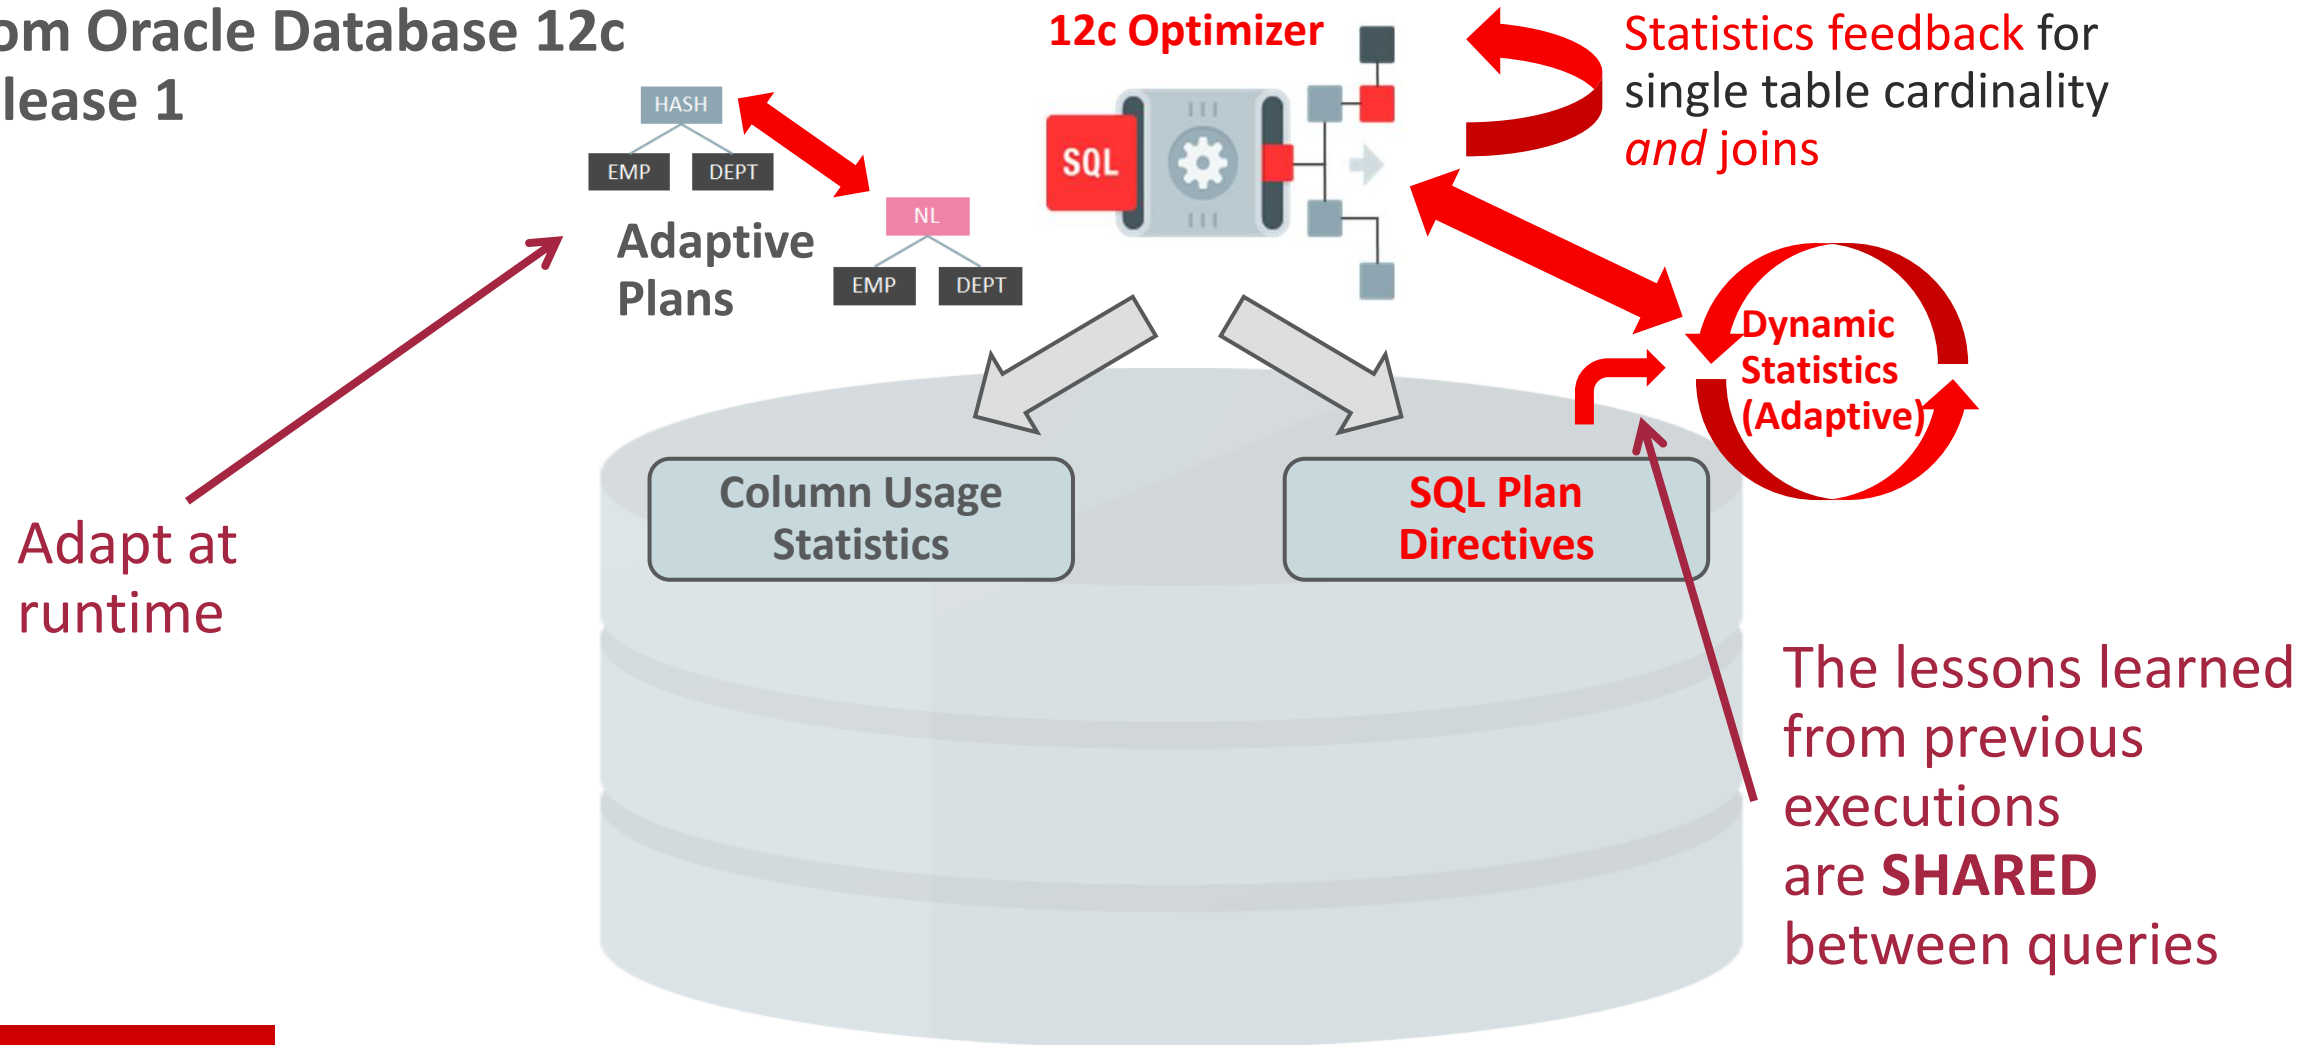 om Oracle Database 12c
lease 1
12c Optimizer
SQL
Statistics feedback for
single table cardinality
and joins
HASH
EMP
DEPT
NL
EMP
DEPT
Adaptive
Plans
Dynamic
Statistics
(Adaptive)
Column Usage
Statistics
SQL Plan
Directives
Adapt at
runtime
The lessons learned
from previous
executions
are SHARED
between queries